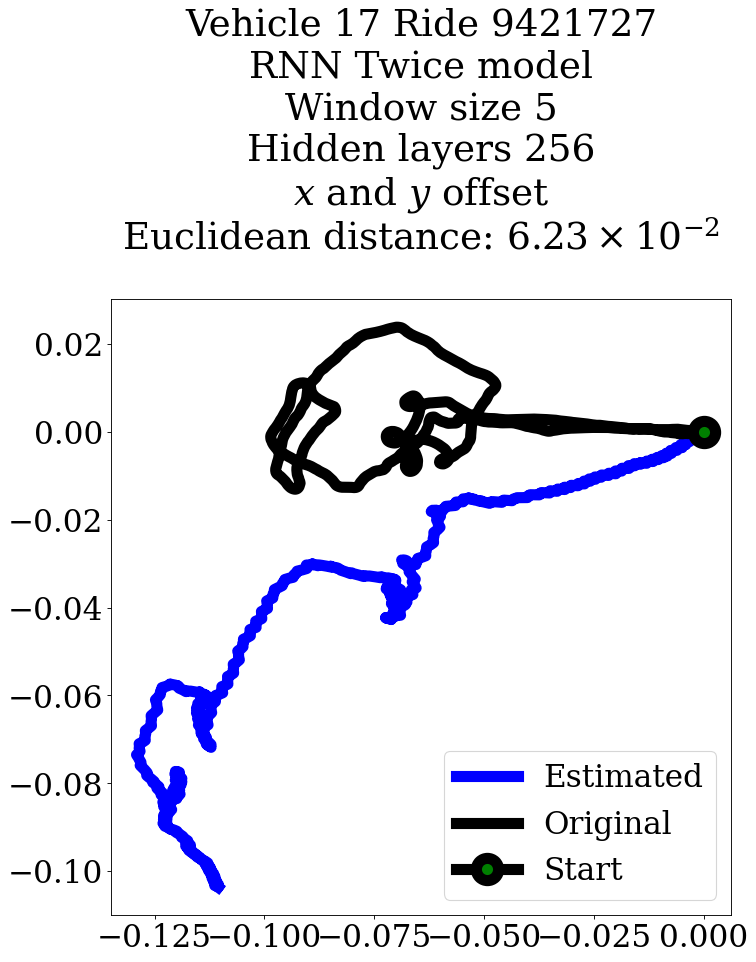 Vehicle 17 Ride 9421727
RNN Twice model
Window size 5
Hidden layers 256
x and y offset
Euclidean distance: 6.23 × 10⁻²
0.02
0.00
−0.02
−0.04
−0.06
−0.08
−0.10
Estimated
Original
Start
−0.125 −0.100 −0.075 −0.050 −0.025 0.000